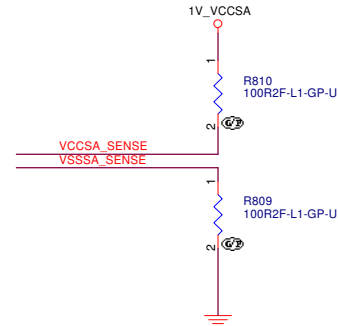 1V_VCCSA
1
R810
100R2F-L1-GP-U
2
VCCSA_SENSE
VSSSA_SENSE
1
R809
100R2F-L1-GP-U
2